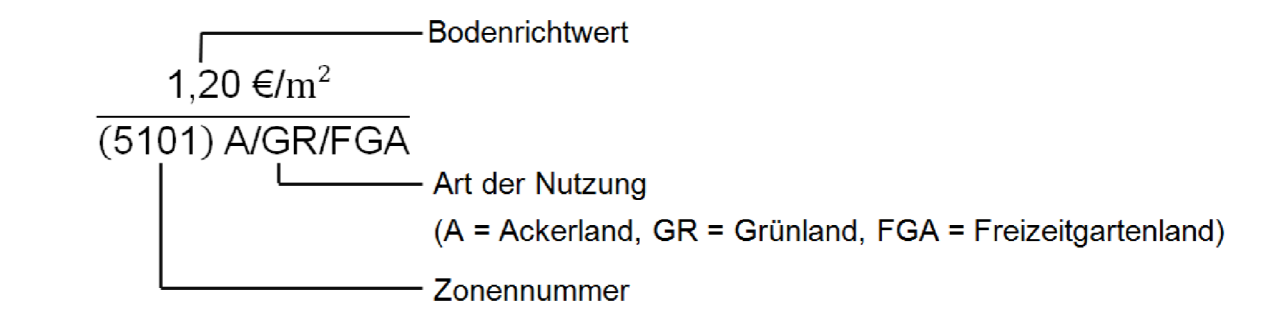 Bodenrichtwert
1,20 €/m²
(5101) A/GR/FGA
Art der Nutzung
(A = Ackerland, GR = Grünland, FGA = Freizeitgartenland)
Zonennummer